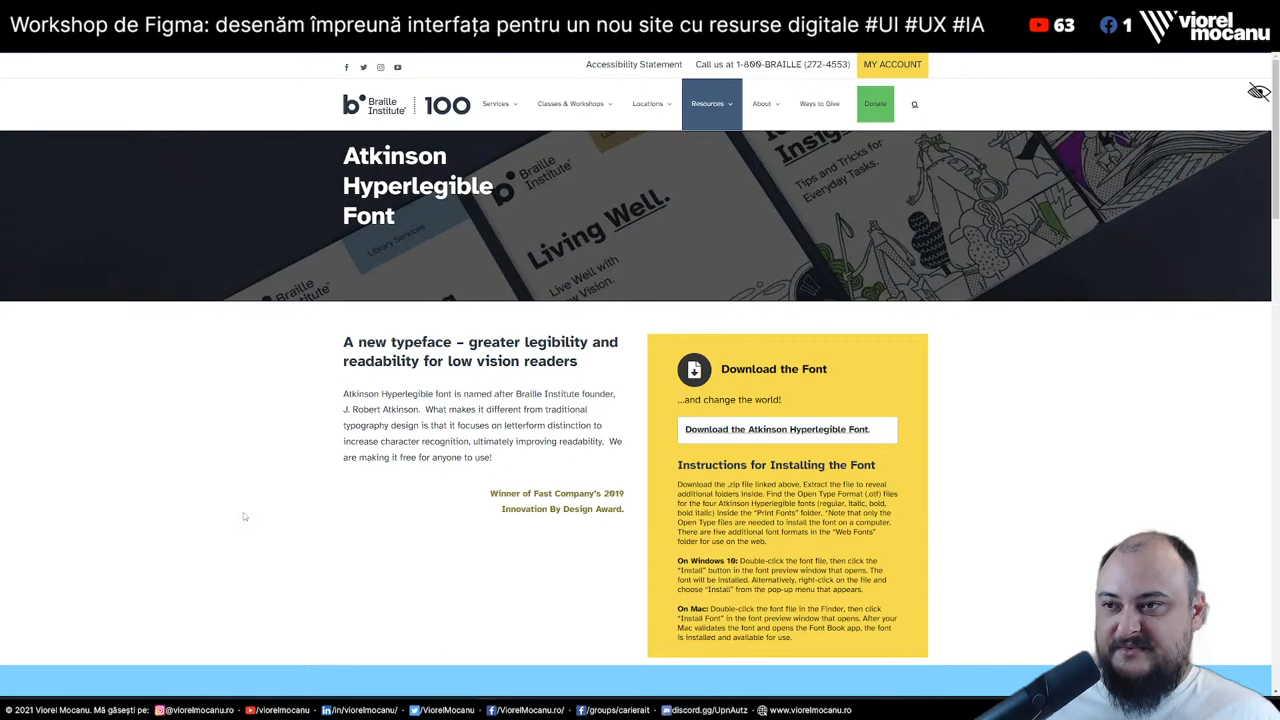 Workshop de Figma: desenăm împreună interfața pentru un nou site cu resurse digitale #UI #UX #IA
63
1
viorel mocanu
Accessibility Statement
Call us at 1-800-BRAILLE (272-4553)
MY ACCOUNT
Braille Institute
100
Services
Classes & Workshops
Locations
Resources
About
Ways to Give
Donate
Atkinson
Hyperlegible
Font
Braille Institute
Library Services
Braille Institute
Living Well.
Live Well with
Insight
Tips and Tricks for
Everyday Tasks.
A new typeface – greater legibility and
readability for low vision readers
Atkinson Hyperlegible font is named after Braille Institute founder,
J. Robert Atkinson.  What makes it different from traditional
typography design is that it focuses on letterform distinction to
increase character recognition, ultimately improving readability.  We
are making it free for anyone to use!
Winner of Fast Company's 2019
Innovation By Design Award.
Download the Font
...and change the world!
Download the Atkinson Hyperlegible Font.
Instructions for Installing the Font
Download the .zip file linked above. Extract the file to reveal
additional folders inside. Find the Open Type Format (.otf) files
for the four Atkinson Hyperlegible fonts (regular, italic, bold,
bold italic) inside the "Print Fonts" folder. *Note that only the
Open Type files are needed to install the font on a computer.
There are five additional font formats in the "Web Fonts"
folder for use on the web.
On Windows 10: Double-click the font file, then click the
"Install" button in the font preview window that opens. The
font will be installed. Alternatively, right-click on the file and
choose "Install" from the pop-up menu that appears.
On Mac: Double-click the font file in the Finder, then click
"Install Font" in the font preview window that opens. After your
Mac validates the font and opens the Font Book app, the font
is installed and available for use.
© 2021 Viorel Mocanu. Mă găsești pe: @viorelmocanu.ro · /viorelmocanu · /in/viorelmocanu/ · /ViorelMocanu · /ViorelMocanu.ro/ · /groups/carierait · discord.gg/UpnAutz · www.viorelmocanu.ro